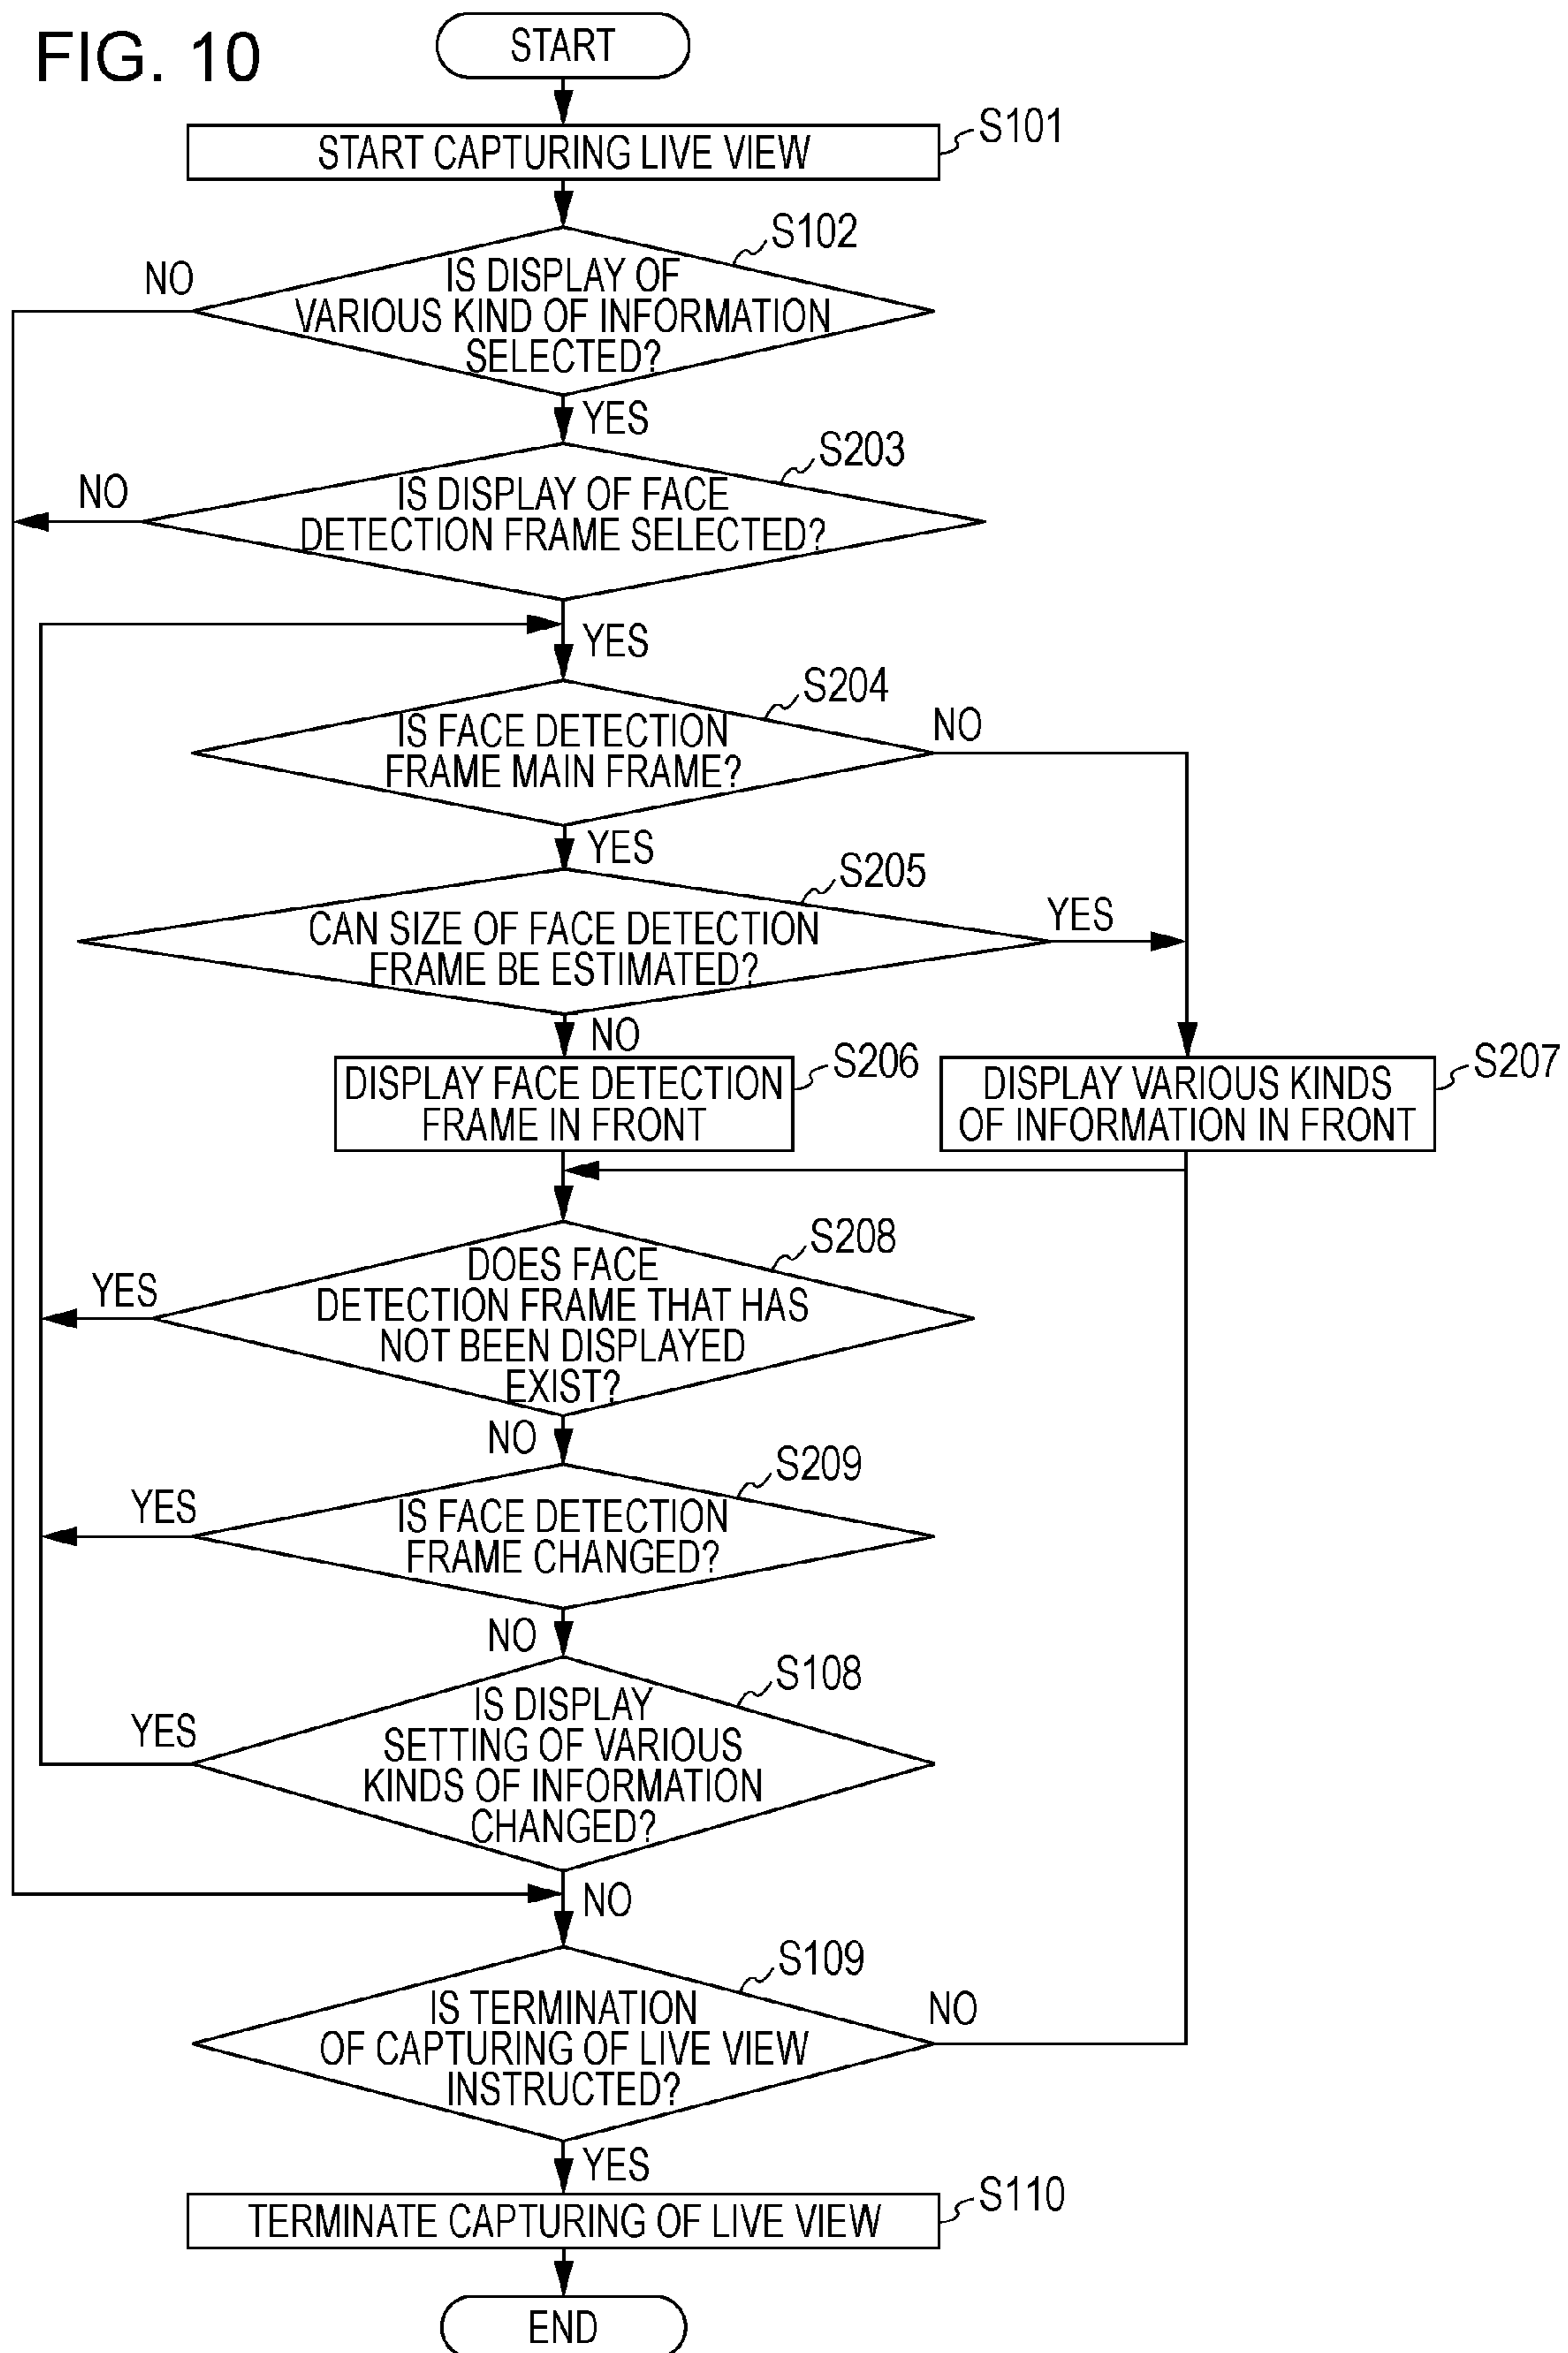 FIG. 10
START
START CAPTURING LIVE VIEW
S101
S102
IS DISPLAY OF
VARIOUS KIND OF INFORMATION
SELECTED?
NO
YES
S203
IS DISPLAY OF FACE
DETECTION FRAME SELECTED?
NO
YES
S204
IS FACE DETECTION
FRAME MAIN FRAME?
NO
YES
S205
CAN SIZE OF FACE DETECTION
FRAME BE ESTIMATED?
YES
NO
DISPLAY FACE DETECTION
FRAME IN FRONT
S206
DISPLAY VARIOUS KINDS
OF INFORMATION IN FRONT
S207
S208
DOES FACE
DETECTION FRAME THAT HAS
NOT BEEN DISPLAYED
EXIST?
YES
NO
S209
IS FACE DETECTION
FRAME CHANGED?
YES
NO
S108
IS DISPLAY
SETTING OF VARIOUS
KINDS OF INFORMATION
CHANGED?
YES
NO
S109
IS TERMINATION
OF CAPTURING OF LIVE VIEW
INSTRUCTED?
NO
YES
TERMINATE CAPTURING OF LIVE VIEW
S110
END